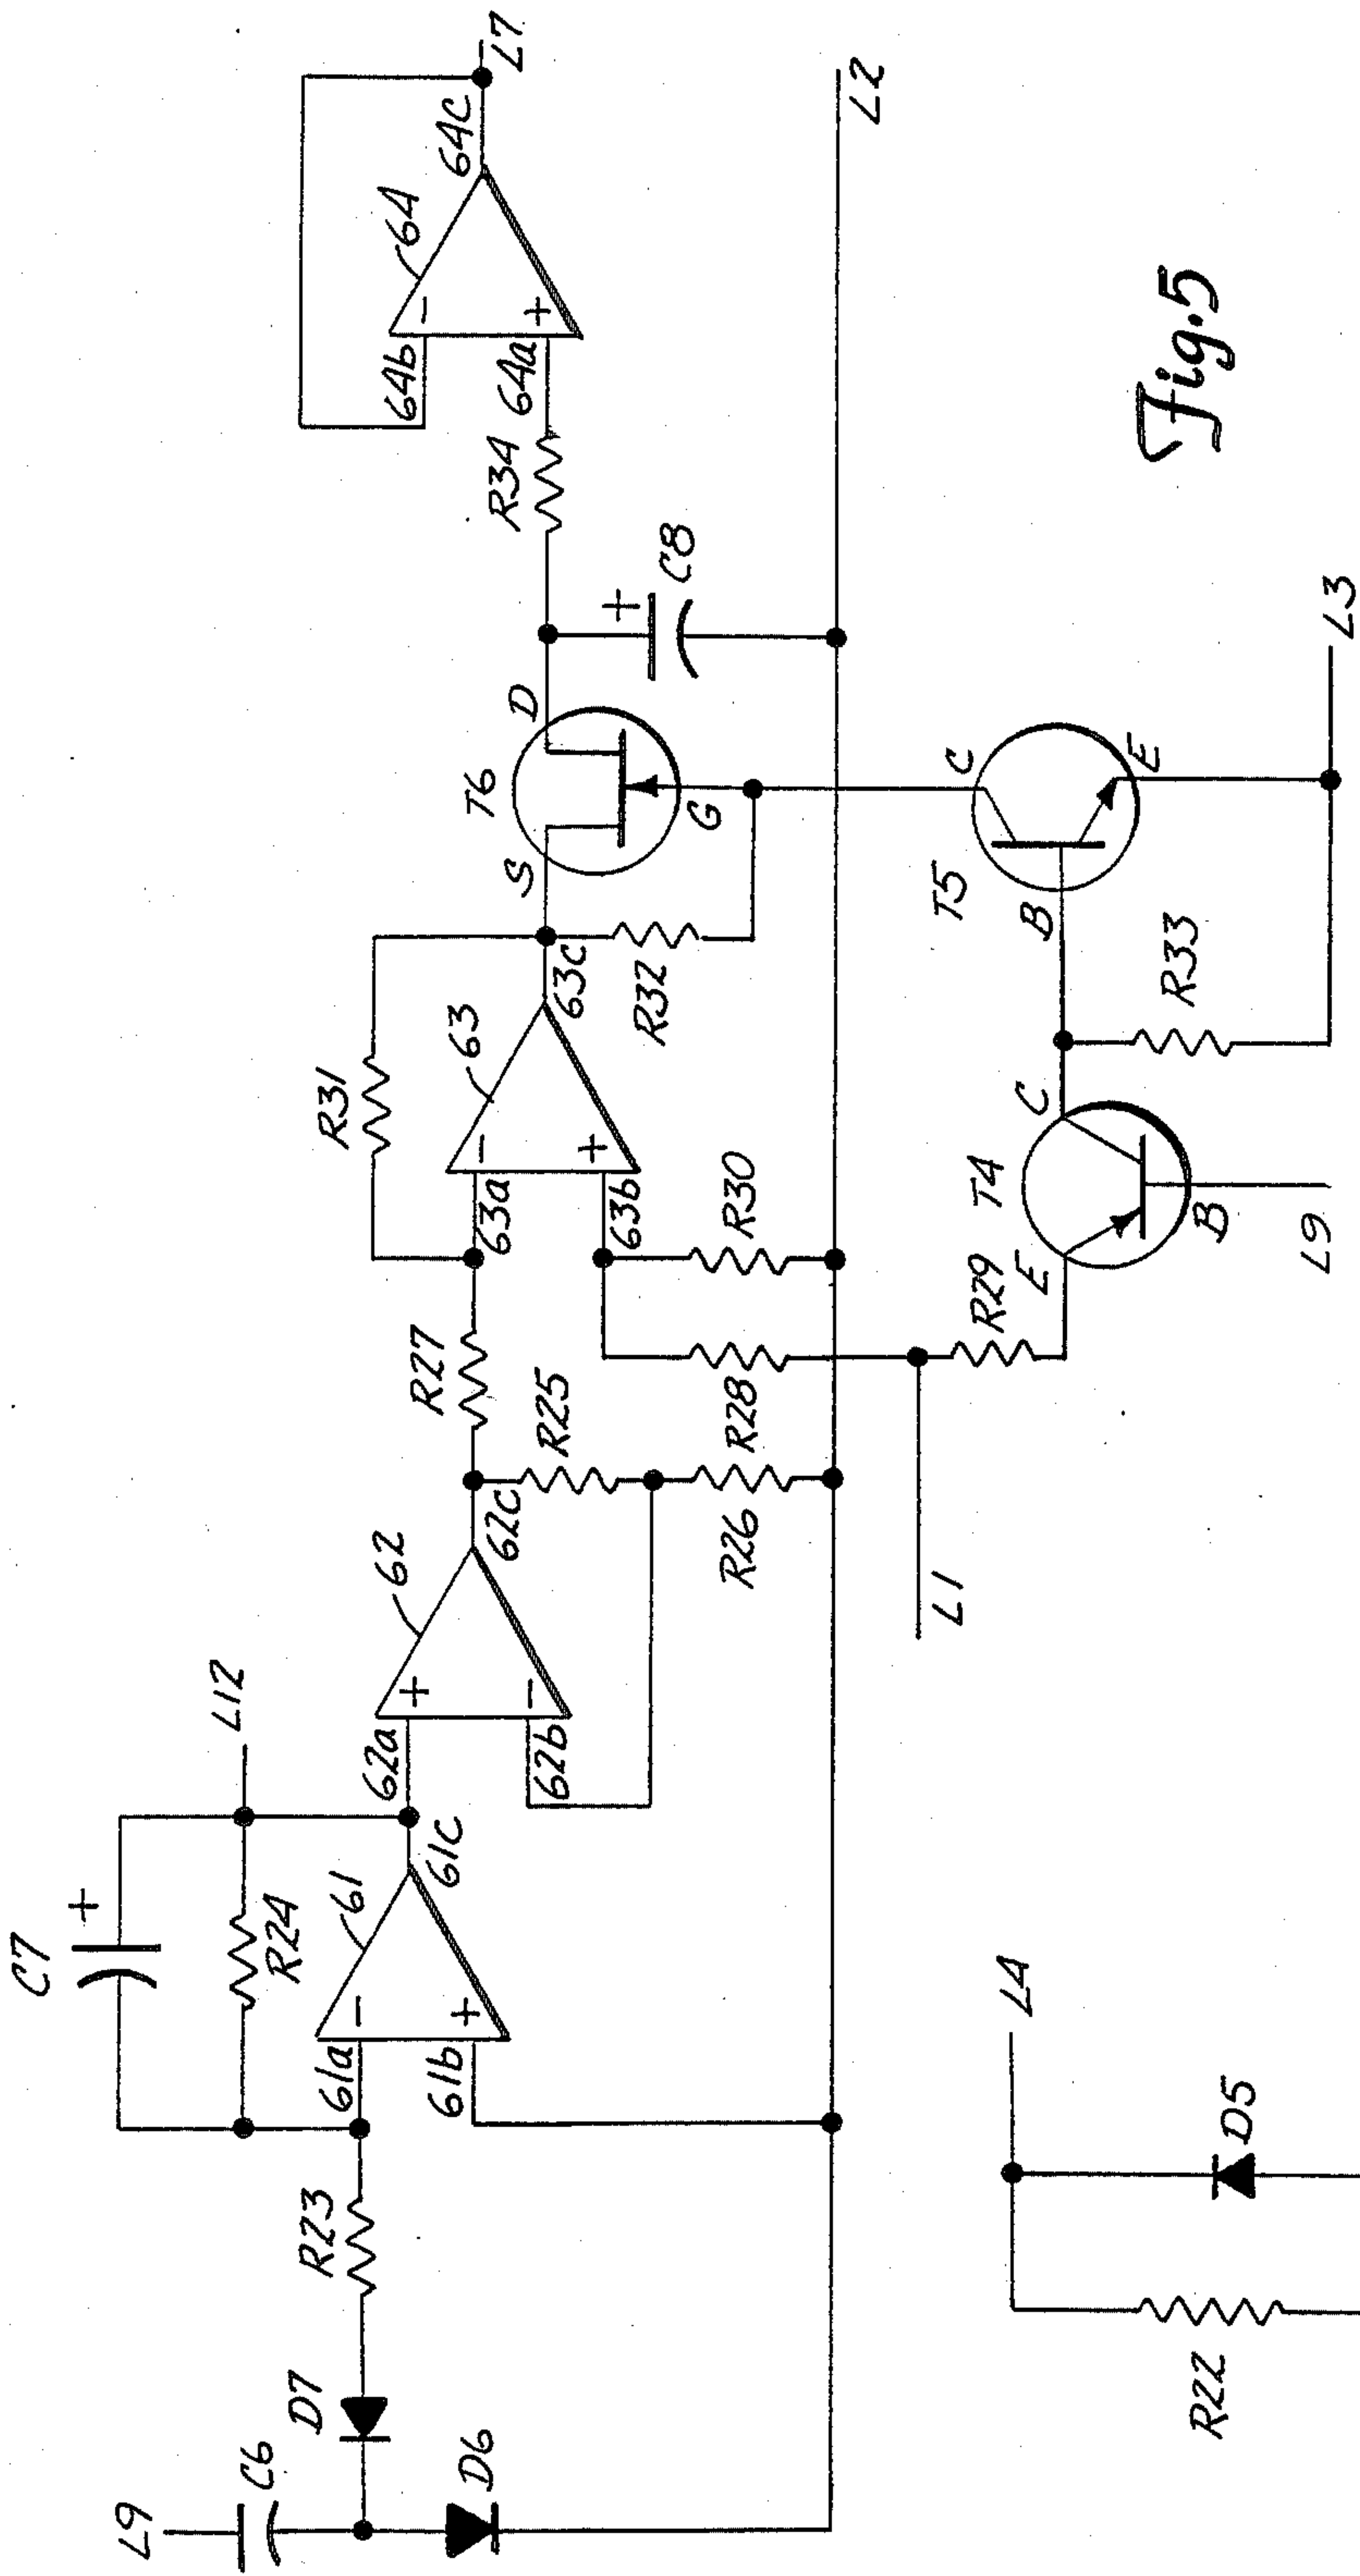 C7
+
L12
R24
L9
C6
D7
R23
61a
−
61
61b
+
61C
D6
62a
+
62
62b
−
62C
R27
R25
R26
R31
63a
−
63
63b
+
63C
R28
R30
R32
S
T6
D
G
+
C8
R34
64b
−
64
64a
+
64C
L7
L2
L1
R29
E
T4
C
B
L9
R33
T5
B
C
E
L3
L4
R22
D5
Fig.5